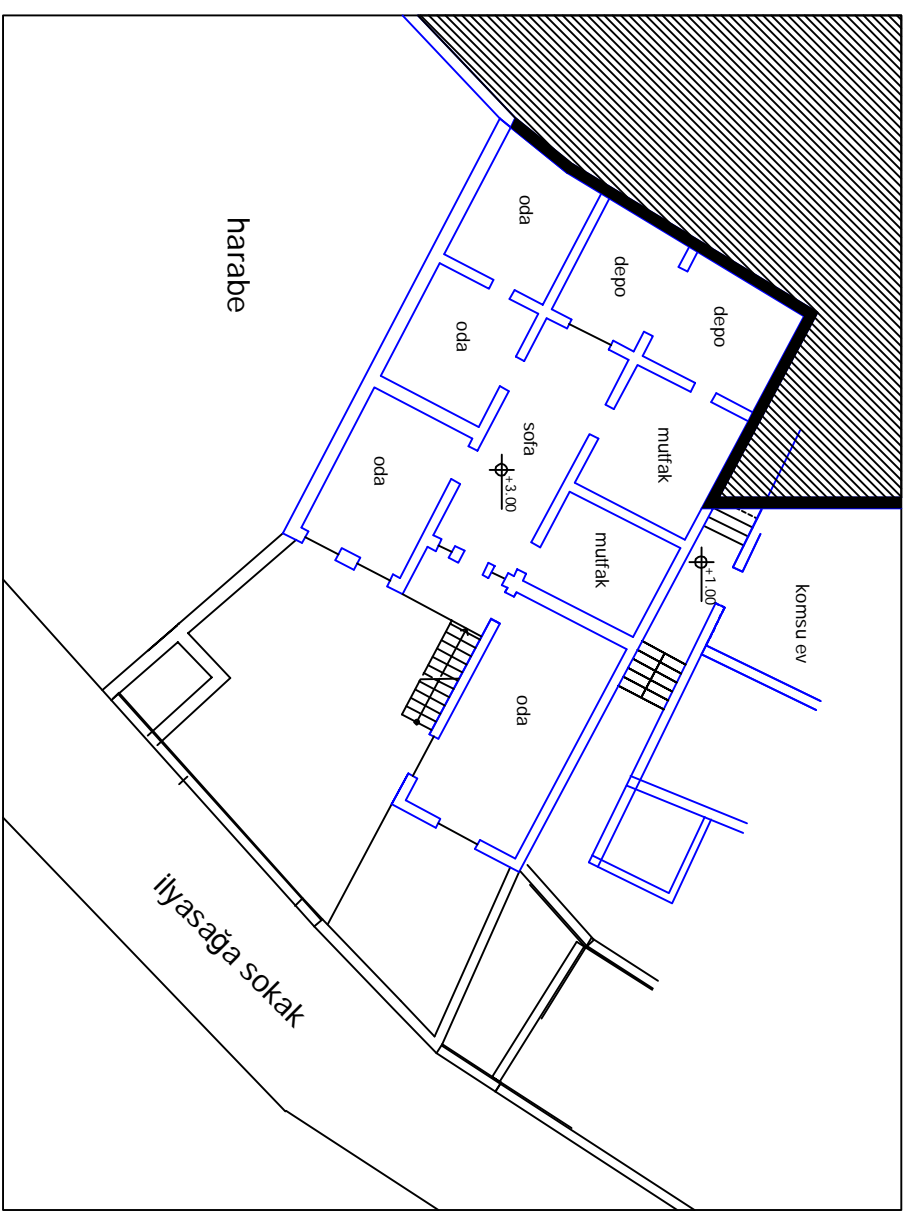 harabe
oda
depo
depo
oda
oda
sofa
+3.00
mutfak
mutfak
+1.00
komsu ev
oda
ilyasağa sokak